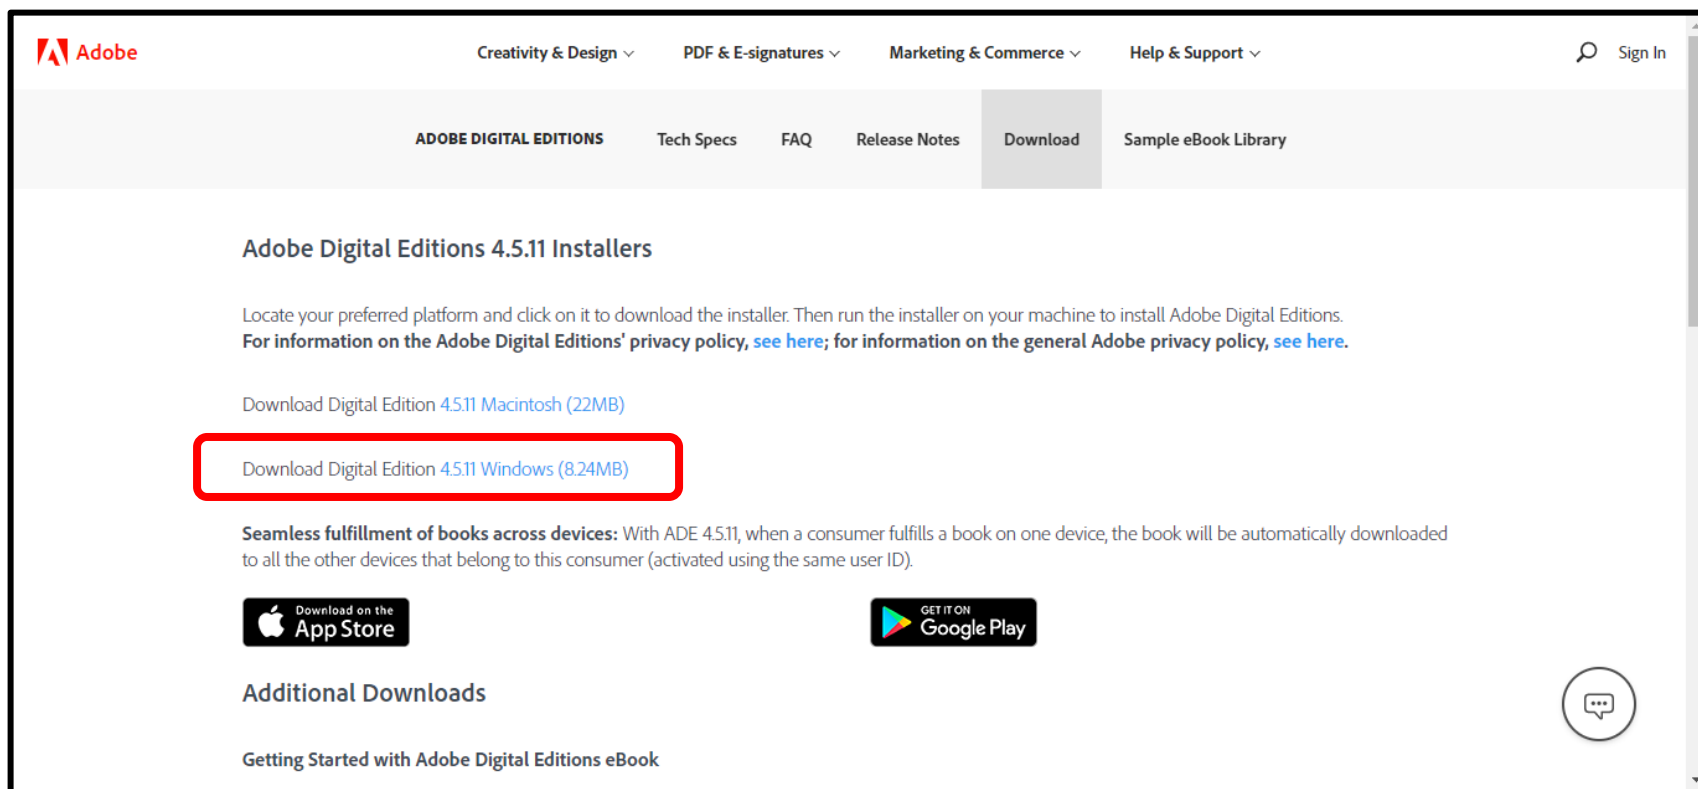 Adobe
Creativity & Design
PDF & E-signatures
Marketing & Commerce
Help & Support
Sign In
ADOBE DIGITAL EDITIONS
Tech Specs
FAQ
Release Notes
Download
Sample eBook Library
Adobe Digital Editions 4.5.11 Installers
Locate your preferred platform and click on it to download the installer. Then run the installer on your machine to install Adobe Digital Editions.
For information on the Adobe Digital Editions' privacy policy, see here; for information on the general Adobe privacy policy, see here.
Download Digital Edition 4.5.11 Macintosh (22MB)
Download Digital Edition 4.5.11 Windows (8.24MB)
Seamless fulfillment of books across devices: With ADE 4.5.11, when a consumer fulfills a book on one device, the book will be automatically downloaded
to all the other devices that belong to this consumer (activated using the same user ID).
Download on the
App Store
GET IT ON
Google Play
Additional Downloads
Getting Started with Adobe Digital Editions eBook